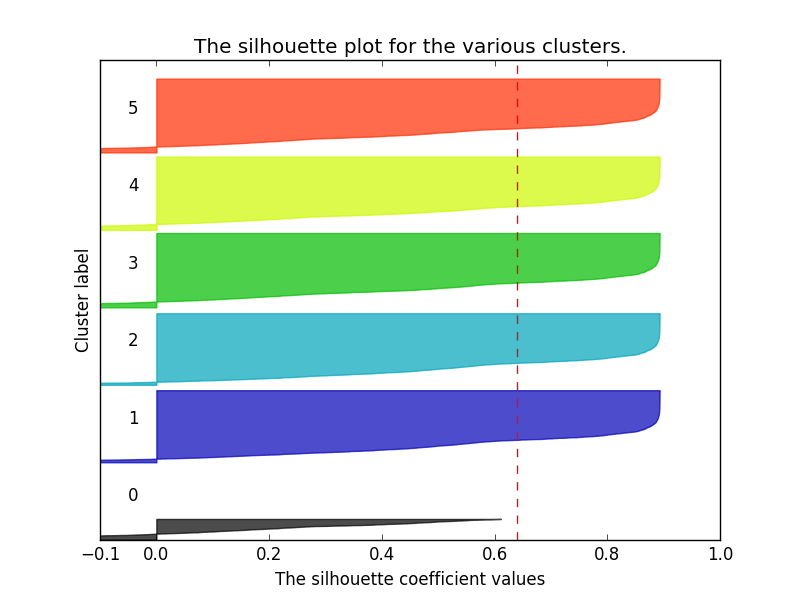 The silhouette plot for the various clusters.
5
4
3
2
1
0
Cluster label
−0.1 0.0 0.2 0.4 0.6 0.8 1.0
The silhouette coefficient values